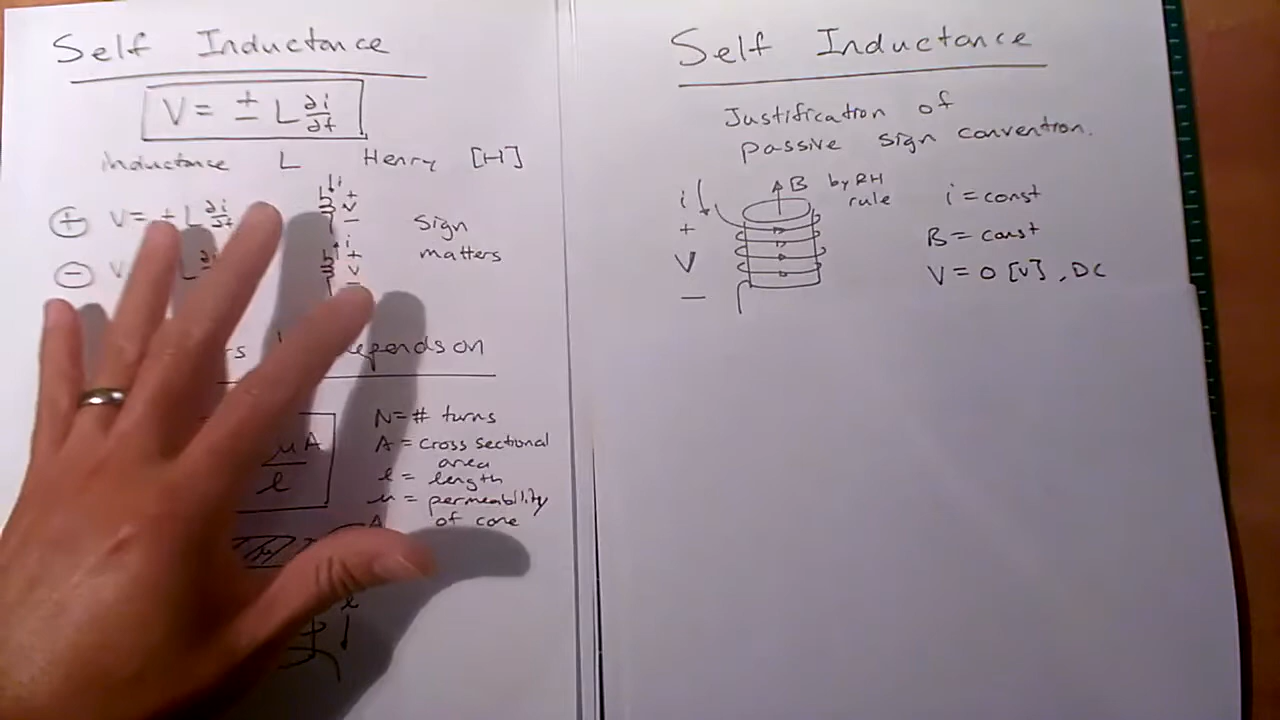 Self Inductance
V = ± L ∂i/∂t
inductance L Henry [H]
+ V = + L ∂i/∂t
i
+
V
-
Sign
matters
- V L
i
+
V
-
depends on
μA
l
N = # turns
A = cross sectional
area
l = length
μ = permeability
of core
A
l
Self Inductance
Justification of
passive sign convention.
i
+
V
-
B by RH
rule
i = const
B = const
V = 0 [V], DC